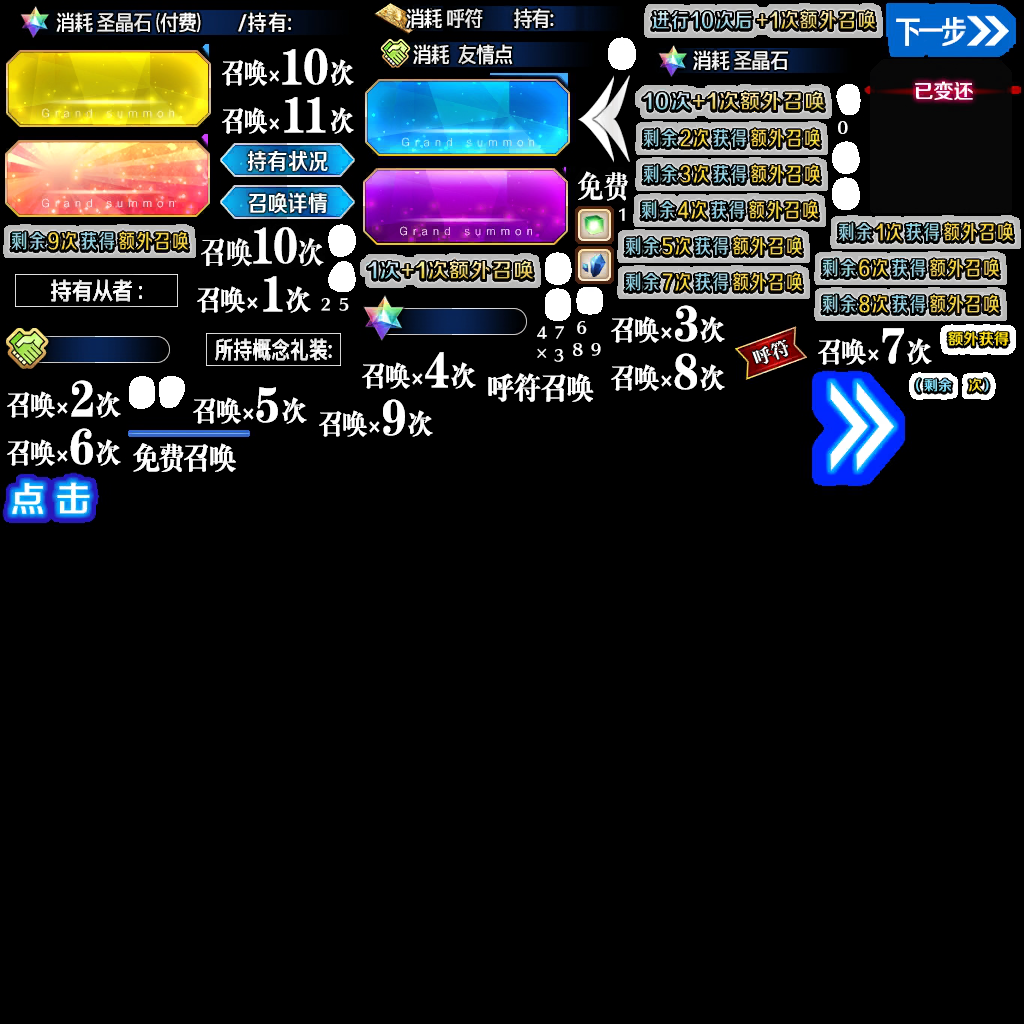 消耗 圣晶石 (付费) /持有:
消耗 呼符 持有:
进行10次后+1次额外召唤
下一步
消耗 友情点
消耗 圣晶石
召唤×10次
召唤×11次
Grand summon
Grand summon
已变还
10次+1次额外召唤
0
剩余2次获得额外召唤
持有状况
剩余3次获得额外召唤
免费
1
召唤详情
Grand summon
Grand summon
剩余4次获得额外召唤
剩余9次获得额外召唤
召唤10次
剩余5次获得额外召唤
剩余1次获得额外召唤
1次+1次额外召唤
剩余7次获得额外召唤
剩余6次获得额外召唤
持有从者：
召唤×1次
2 5
剩余8次获得额外召唤
4 7 6
× 3 8 9
召唤×3次
呼符
召唤×7次
额外获得
所持概念礼装:
召唤×4次
呼符召唤
召唤×8次
(剩余 次)
召唤×2次
召唤×5次
召唤×9次
召唤×6次
免费召唤
点击